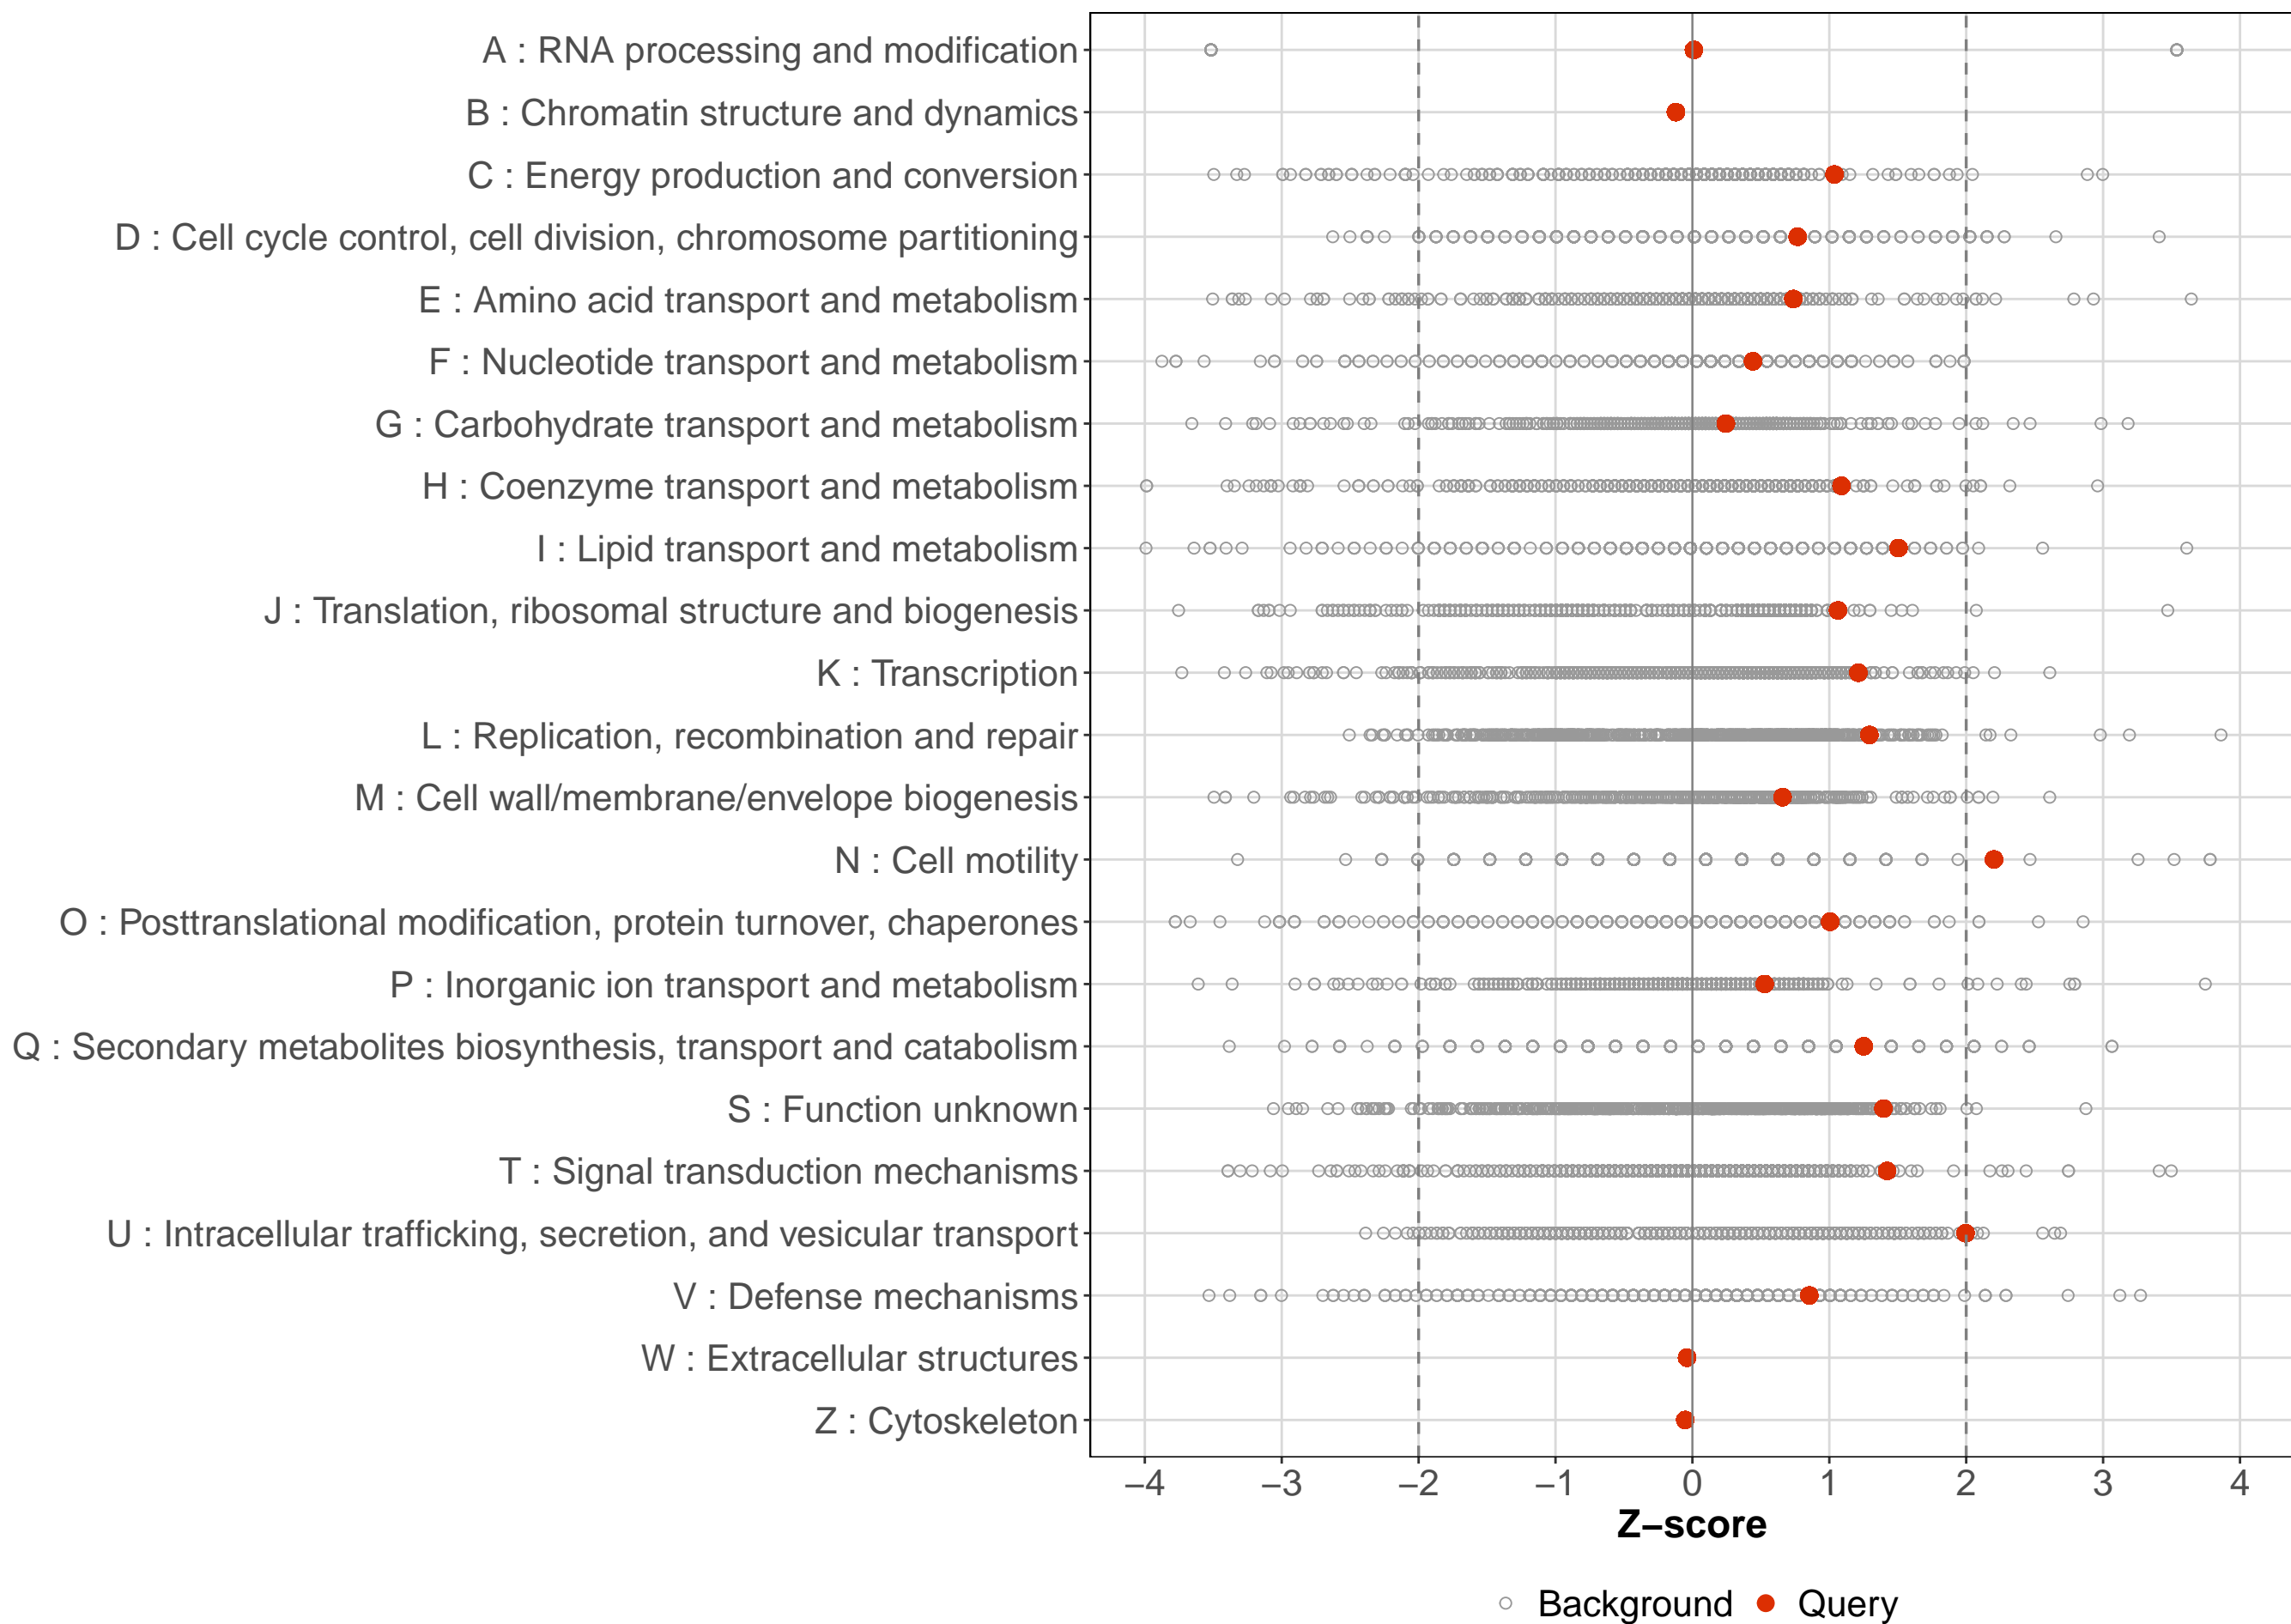 A : RNA processing and modification
B : Chromatin structure and dynamics
C : Energy production and conversion
D : Cell cycle control, cell division, chromosome partitioning
E : Amino acid transport and metabolism
F : Nucleotide transport and metabolism
G : Carbohydrate transport and metabolism
H : Coenzyme transport and metabolism
I : Lipid transport and metabolism
J : Translation, ribosomal structure and biogenesis
K : Transcription
L : Replication, recombination and repair
M : Cell wall/membrane/envelope biogenesis
N : Cell motility
O : Posttranslational modification, protein turnover, chaperones
P : Inorganic ion transport and metabolism
Q : Secondary metabolites biosynthesis, transport and catabolism
S : Function unknown
T : Signal transduction mechanisms
U : Intracellular trafficking, secretion, and vesicular transport
V : Defense mechanisms
W : Extracellular structures
Z : Cytoskeleton
−4 −3 −2 −1 0 1 2 3 4
Z−score
Background Query